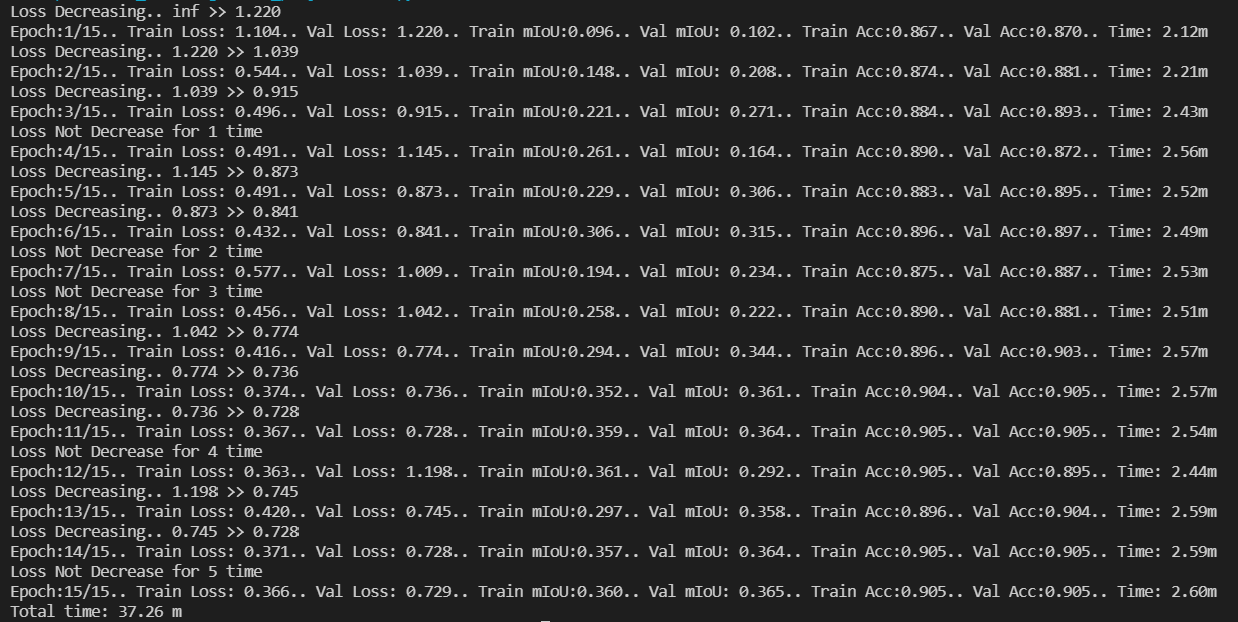 Loss Decreasing.. inf >> 1.220
Epoch:1/15.. Train Loss: 1.104.. Val Loss: 1.220.. Train mIoU:0.096.. Val mIoU: 0.102.. Train Acc:0.867.. Val Acc:0.870.. Time: 2.12m
Loss Decreasing.. 1.220 >> 1.039
Epoch:2/15.. Train Loss: 0.544.. Val Loss: 1.039.. Train mIoU:0.148.. Val mIoU: 0.208.. Train Acc:0.874.. Val Acc:0.881.. Time: 2.21m
Loss Decreasing.. 1.039 >> 0.915
Epoch:3/15.. Train Loss: 0.496.. Val Loss: 0.915.. Train mIoU:0.221.. Val mIoU: 0.271.. Train Acc:0.884.. Val Acc:0.893.. Time: 2.43m
Loss Not Decrease for 1 time
Epoch:4/15.. Train Loss: 0.491.. Val Loss: 1.145.. Train mIoU:0.261.. Val mIoU: 0.164.. Train Acc:0.890.. Val Acc:0.872.. Time: 2.56m
Loss Decreasing.. 1.145 >> 0.873
Epoch:5/15.. Train Loss: 0.491.. Val Loss: 0.873.. Train mIoU:0.229.. Val mIoU: 0.306.. Train Acc:0.883.. Val Acc:0.895.. Time: 2.52m
Loss Decreasing.. 0.873 >> 0.841
Epoch:6/15.. Train Loss: 0.432.. Val Loss: 0.841.. Train mIoU:0.306.. Val mIoU: 0.315.. Train Acc:0.896.. Val Acc:0.897.. Time: 2.49m
Loss Not Decrease for 2 time
Epoch:7/15.. Train Loss: 0.577.. Val Loss: 1.009.. Train mIoU:0.194.. Val mIoU: 0.234.. Train Acc:0.875.. Val Acc:0.887.. Time: 2.53m
Loss Not Decrease for 3 time
Epoch:8/15.. Train Loss: 0.456.. Val Loss: 1.042.. Train mIoU:0.258.. Val mIoU: 0.222.. Train Acc:0.890.. Val Acc:0.881.. Time: 2.51m
Loss Decreasing.. 1.042 >> 0.774
Epoch:9/15.. Train Loss: 0.416.. Val Loss: 0.774.. Train mIoU:0.294.. Val mIoU: 0.344.. Train Acc:0.896.. Val Acc:0.903.. Time: 2.57m
Loss Decreasing.. 0.774 >> 0.736
Epoch:10/15.. Train Loss: 0.374.. Val Loss: 0.736.. Train mIoU:0.352.. Val mIoU: 0.361.. Train Acc:0.904.. Val Acc:0.905.. Time: 2.57m
Loss Decreasing.. 0.736 >> 0.728
Epoch:11/15.. Train Loss: 0.367.. Val Loss: 0.728.. Train mIoU:0.359.. Val mIoU: 0.364.. Train Acc:0.905.. Val Acc:0.905.. Time: 2.54m
Loss Not Decrease for 4 time
Epoch:12/15.. Train Loss: 0.363.. Val Loss: 1.198.. Train mIoU:0.361.. Val mIoU: 0.292.. Train Acc:0.905.. Val Acc:0.895.. Time: 2.44m
Loss Decreasing.. 1.198 >> 0.745
Epoch:13/15.. Train Loss: 0.420.. Val Loss: 0.745.. Train mIoU:0.297.. Val mIoU: 0.358.. Train Acc:0.896.. Val Acc:0.904.. Time: 2.59m
Loss Decreasing.. 0.745 >> 0.728
Epoch:14/15.. Train Loss: 0.371.. Val Loss: 0.728.. Train mIoU:0.357.. Val mIoU: 0.364.. Train Acc:0.905.. Val Acc:0.905.. Time: 2.59m
Loss Not Decrease for 5 time
Epoch:15/15.. Train Loss: 0.366.. Val Loss: 0.729.. Train mIoU:0.360.. Val mIoU: 0.365.. Train Acc:0.905.. Val Acc:0.905.. Time: 2.60m
Total time: 37.26 m